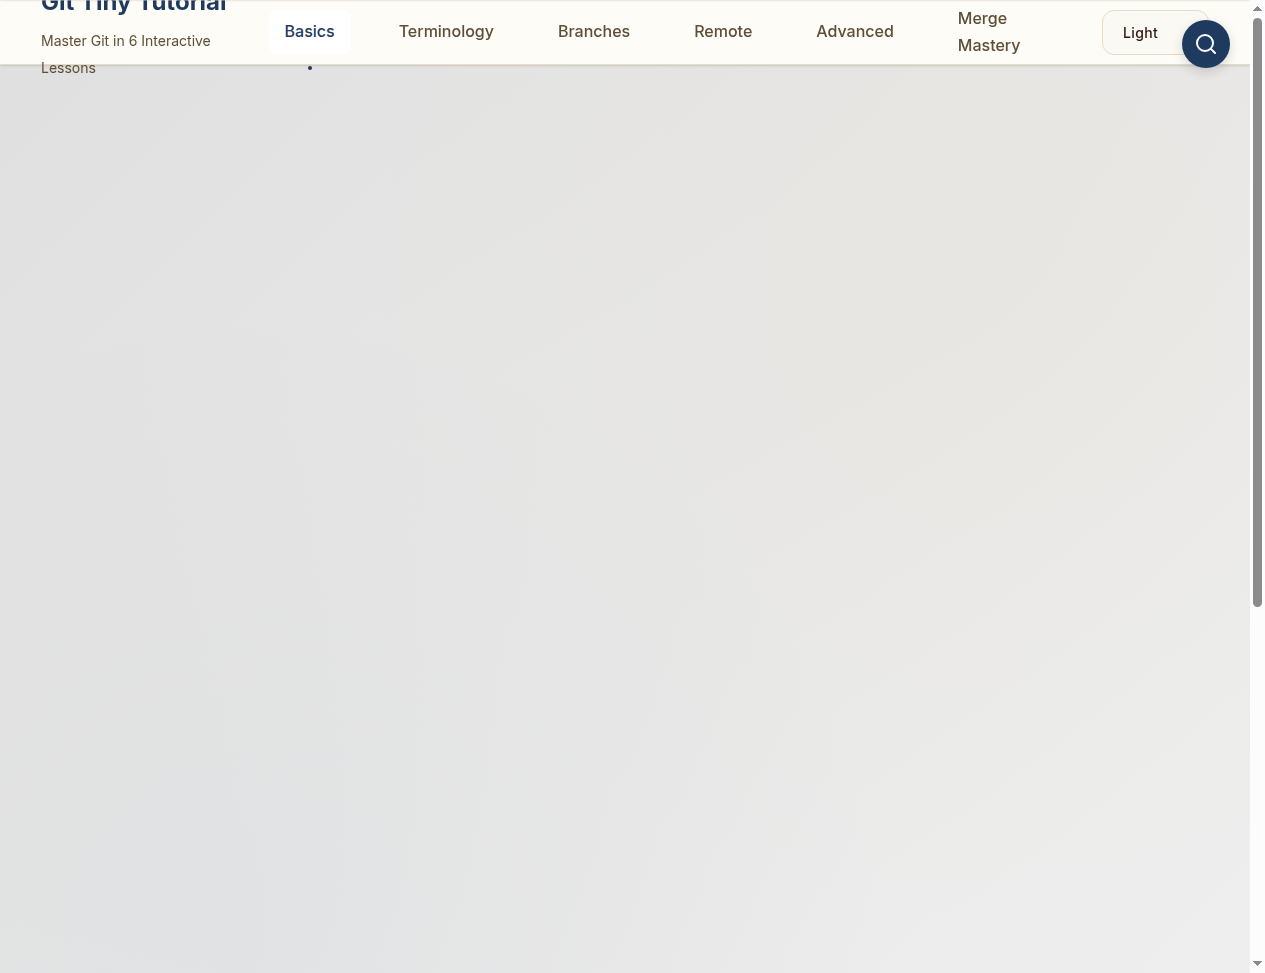 Git Tiny Tutorial
Master Git in 6 Interactive
Lessons
Basics
Terminology
Branches
Remote
Advanced
Merge
Mastery
Light